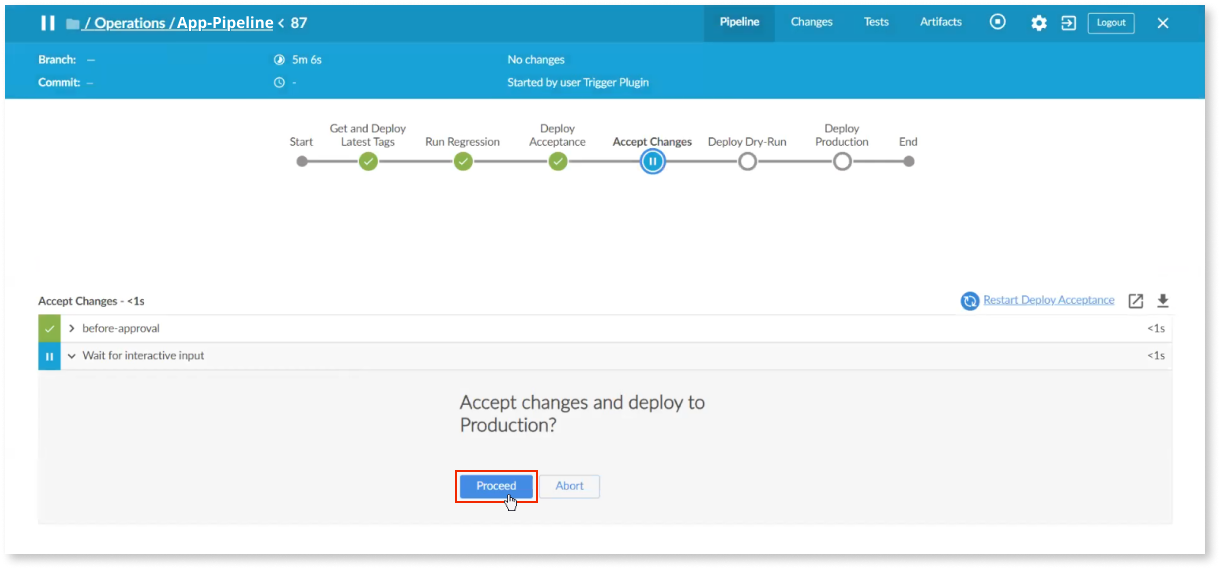 / Operations / App-Pipeline < 87
Pipeline Changes Tests Artifacts Logout
Branch: — 5m 6s No changes
Commit: — - Started by user Trigger Plugin
Start
Get and Deploy
Latest Tags
Run Regression
Deploy
Acceptance
Accept Changes
Deploy Dry-Run
Deploy
Production
End
Accept Changes - <1s
Restart Deploy Acceptance
before-approval <1s
Wait for interactive input <1s
Accept changes and deploy to
Production?
Proceed Abort